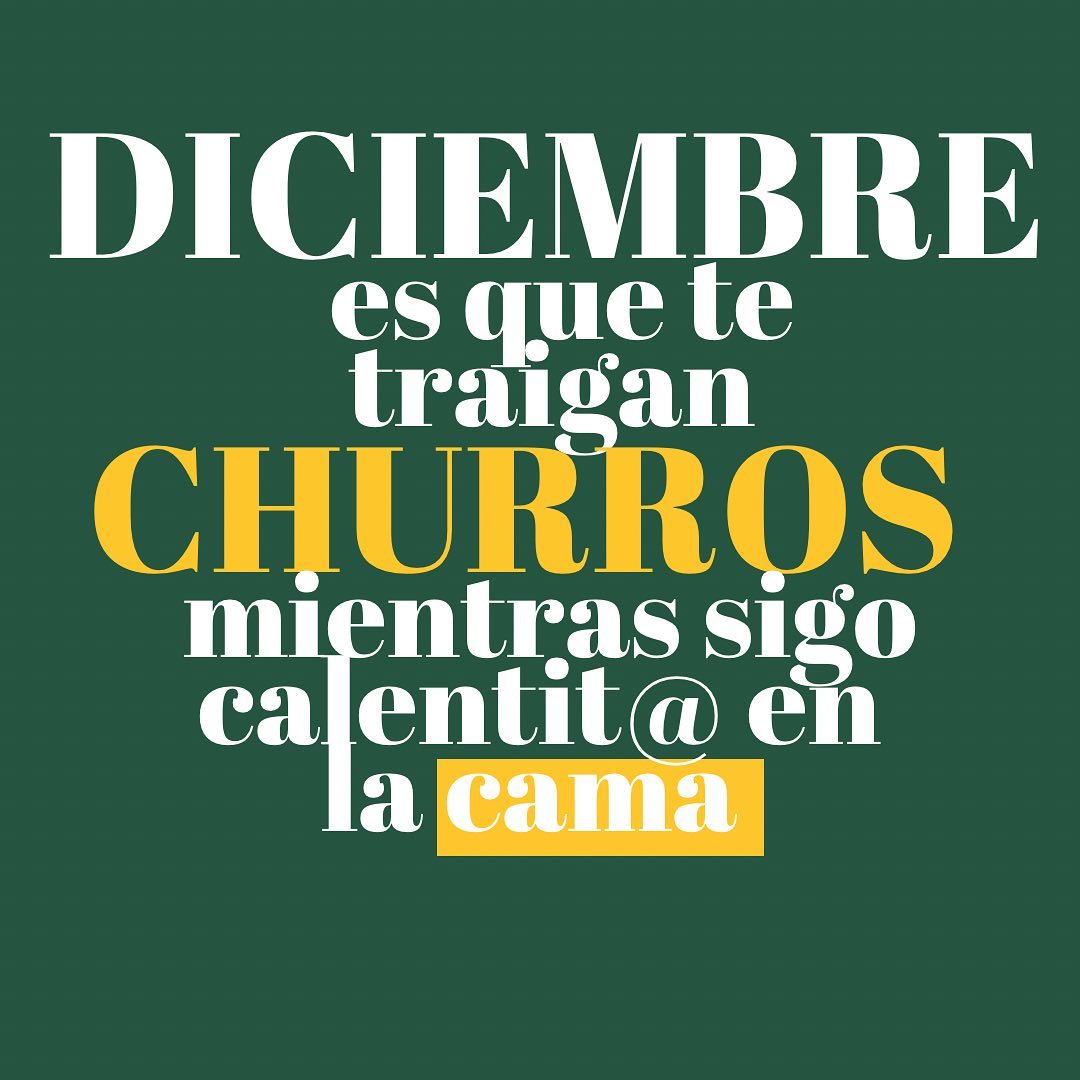 DICIEMBRE
es que te
traigan
CHURROS
mientras sigo
calentit@ en
la cama